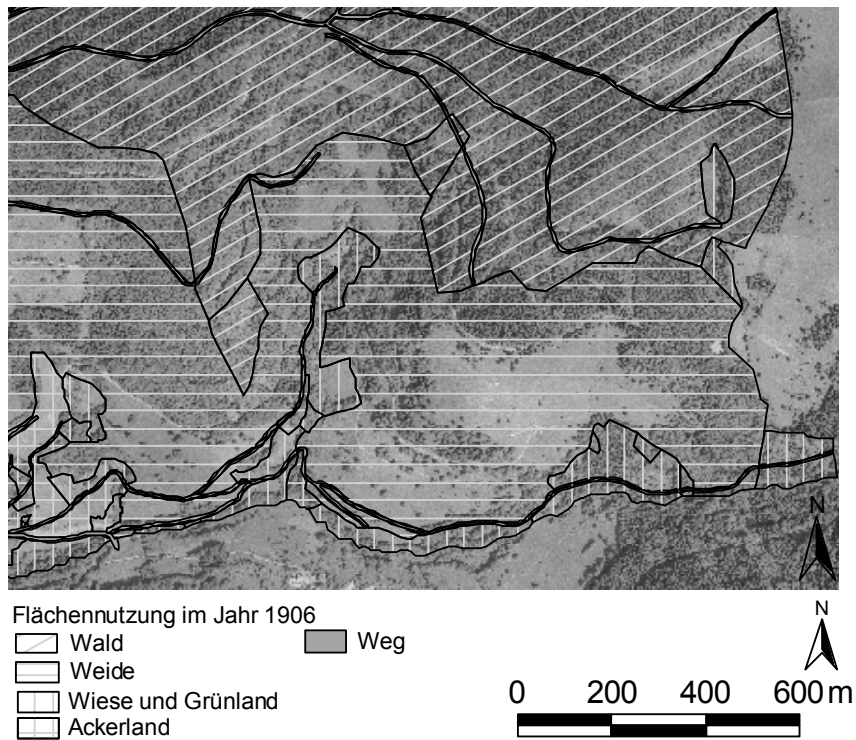 N
Flächennutzung im Jahr 1906
Wald
Weg
Weide
Wiese und Grünland
Ackerland
N
0 200 400 600 m